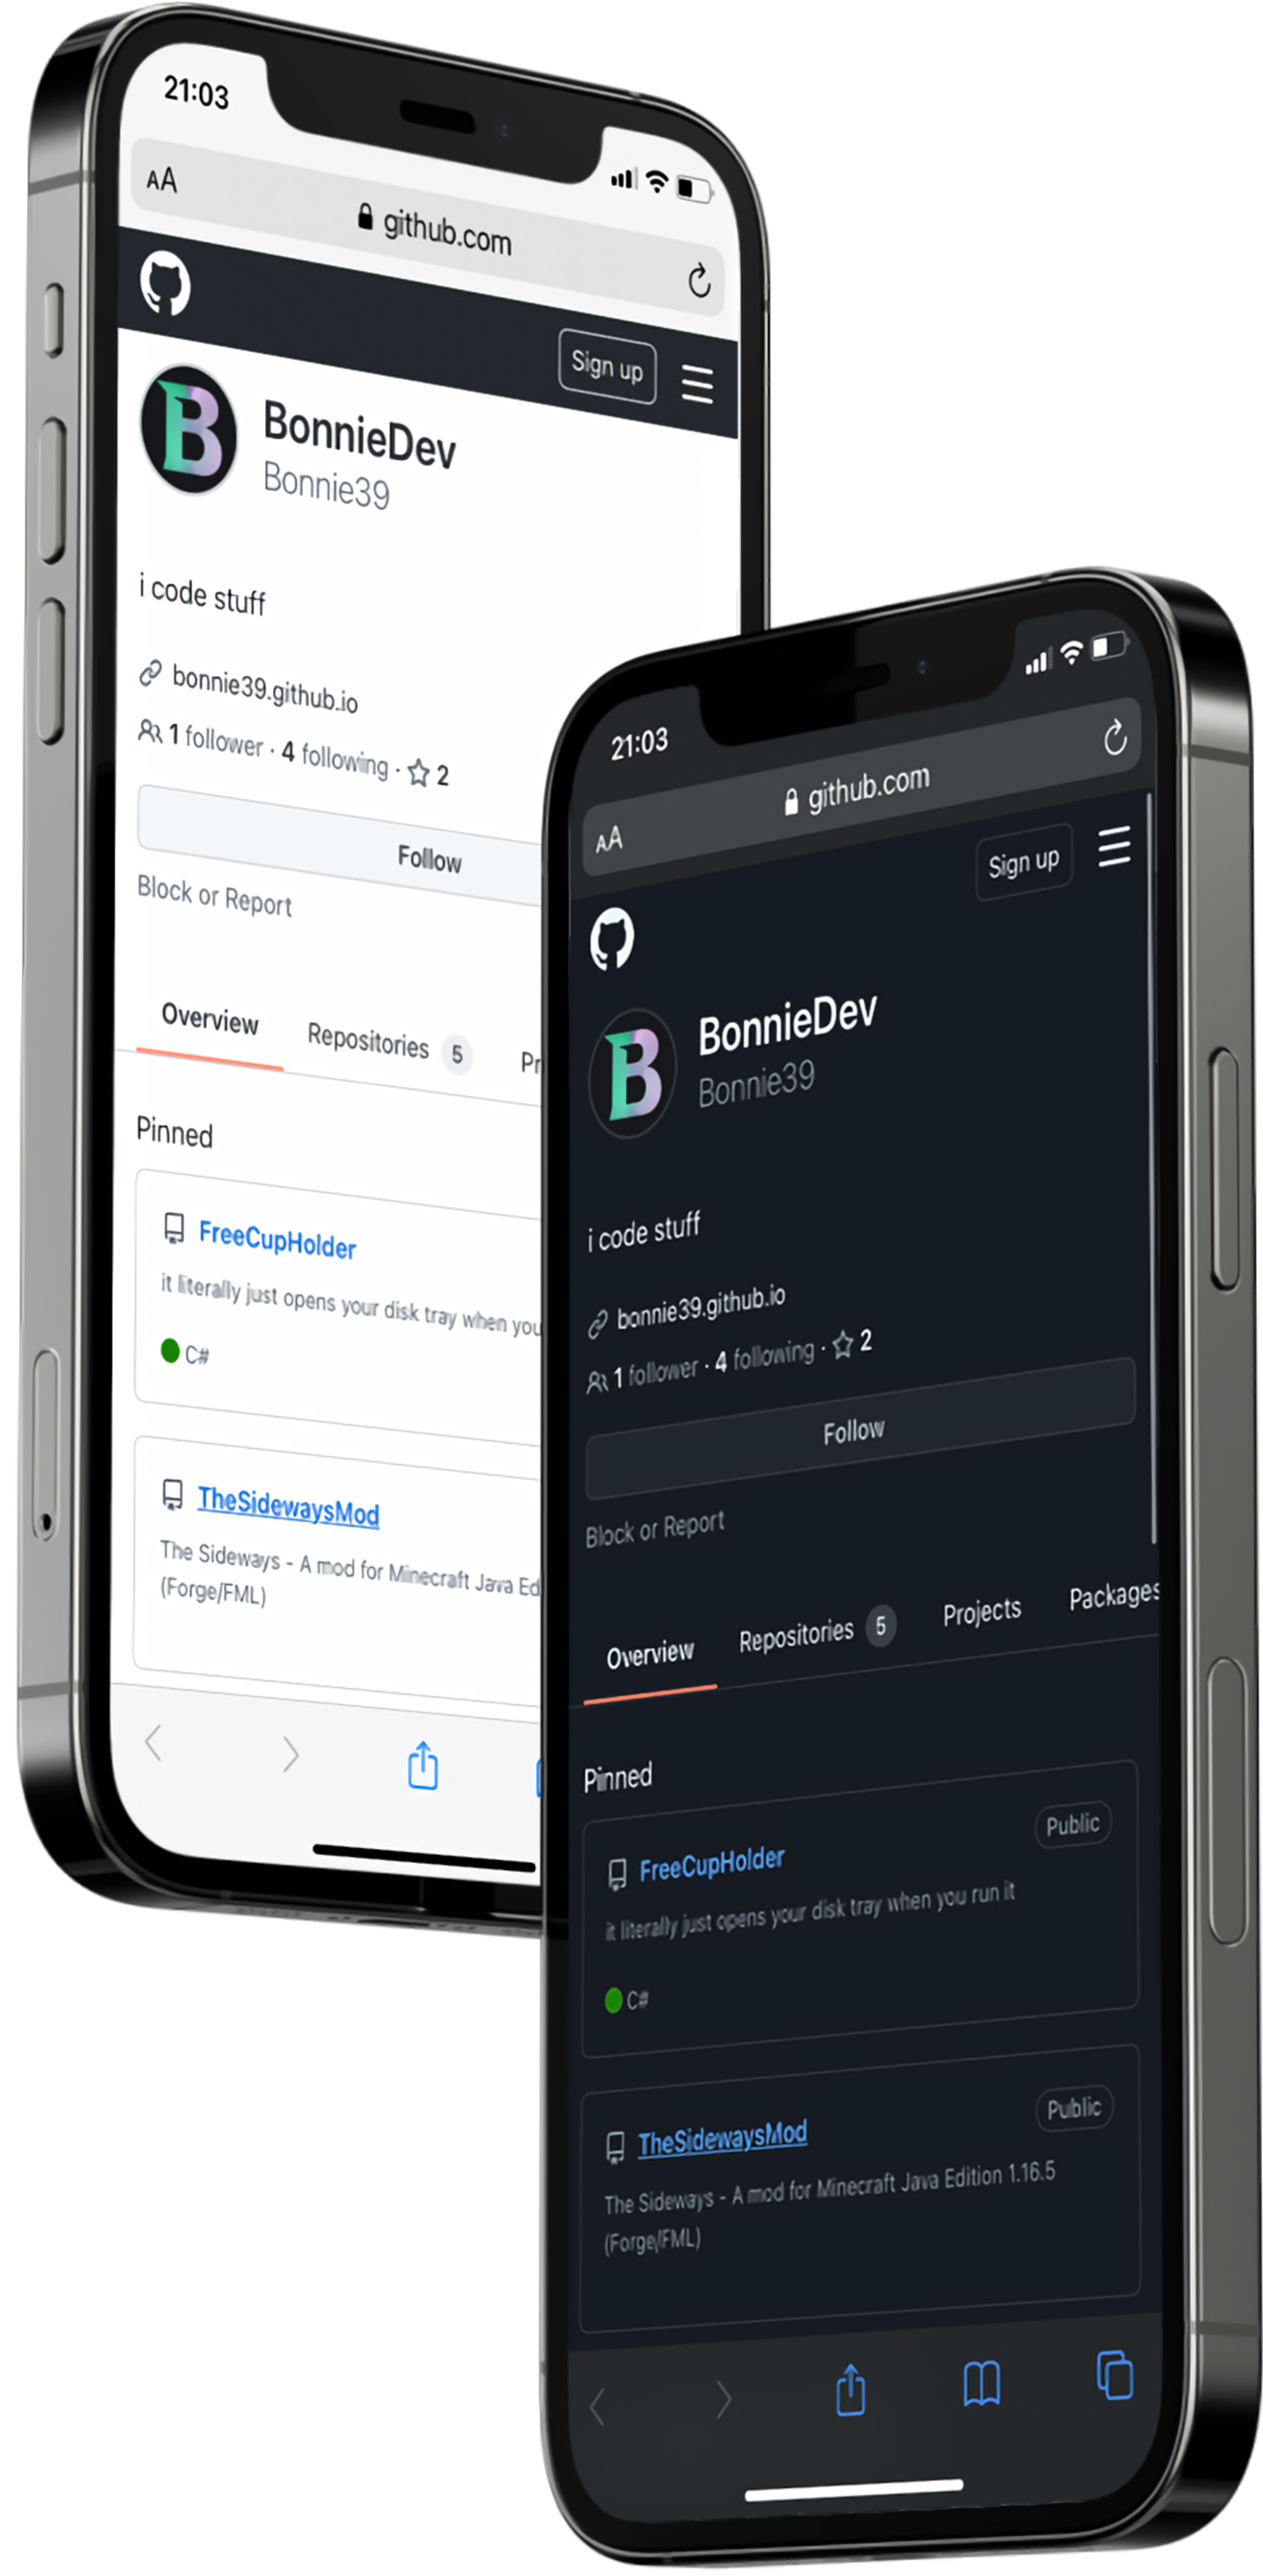 21:03
AA
github.com
Sign up
B
BonnieDev
Bonnie39
i code stuff
bonnie39.github.io
1 follower · 4 following · 2
Follow
Block or Report
Overview
Repositories 5
Pr
Pinned
FreeCupHolder
it literally just opens your disk tray when you
C#
TheSidewaysMod
The Sideways - A mod for Minecraft Java Ed
(Forge/FML)
21:03
AA
github.com
Sign up
B
BonnieDev
Bonnie39
i code stuff
bonnie39.github.io
1 follower · 4 following · 2
Follow
Block or Report
Overview
Repositories 5
Projects
Packages
Pinned
FreeCupHolder
Public
it literally just opens your disk tray when you run it
C#
TheSidewaysMod
Public
The Sideways - A mod for Minecraft Java Edition 1.16.5
(Forge/FML)